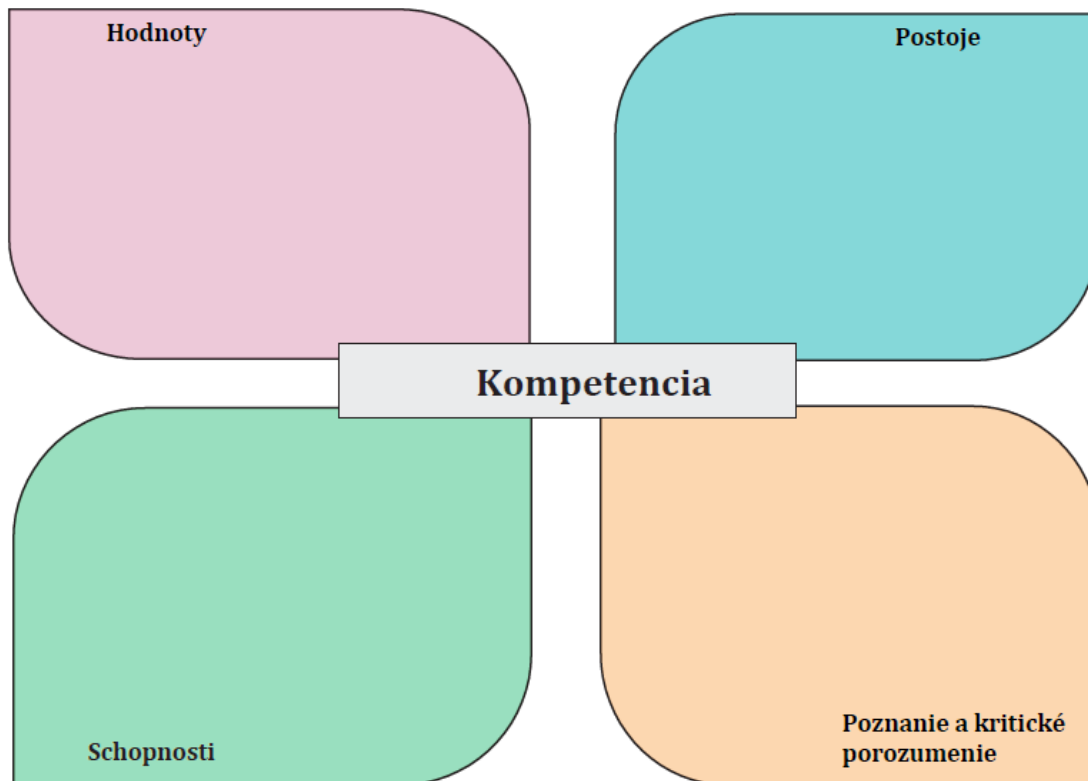 Hodnoty
Postoje
Kompetencia
Schopnosti
Poznanie a kritické
porozumenie